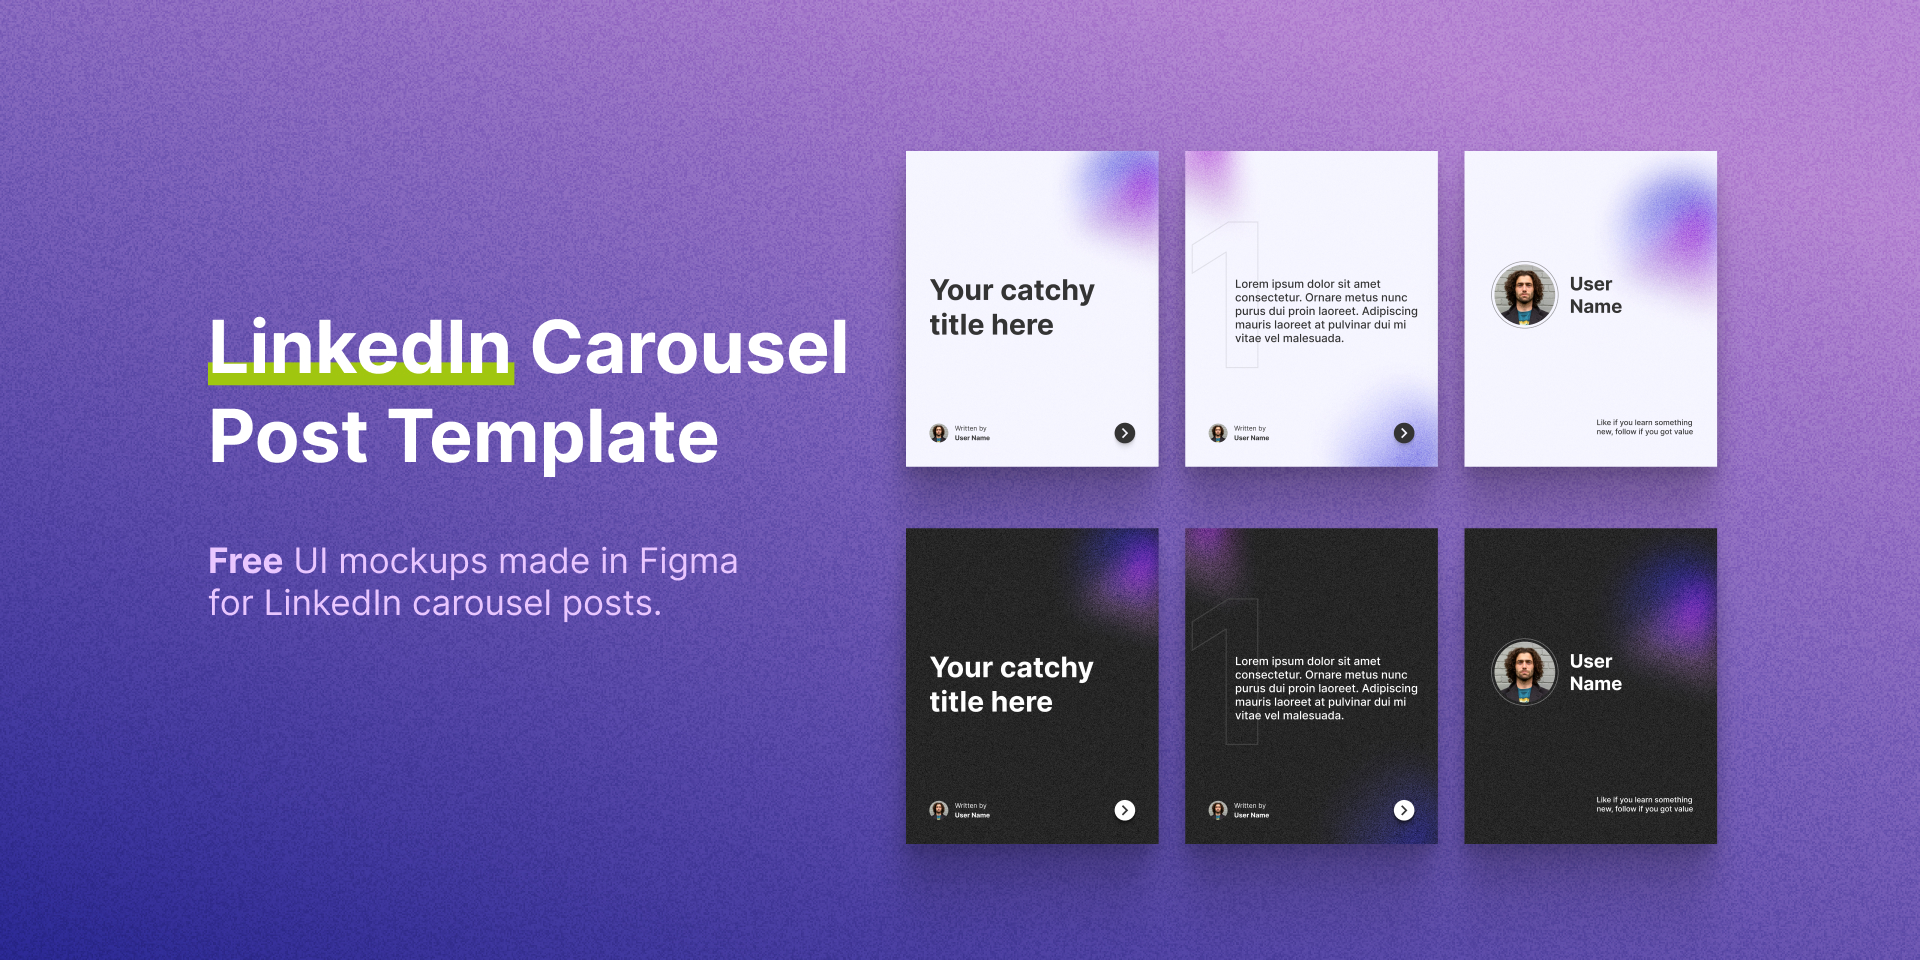 LinkedIn Carousel
Post Template
Free UI mockups made in Figma
for LinkedIn carousel posts.
Your catchy
title here
Written by
User Name
1
Lorem ipsum dolor sit amet
consectetur. Ornare metus nunc
purus dui proin laoreet. Adipiscing
mauris laoreet at pulvinar dui mi
vitae vel malesuada.
Written by
User Name
User
Name
Like if you learn something
new, follow if you got value
Your catchy
title here
Written by
User Name
1
Lorem ipsum dolor sit amet
consectetur. Ornare metus nunc
purus dui proin laoreet. Adipiscing
mauris laoreet at pulvinar dui mi
vitae vel malesuada.
Written by
User Name
User
Name
Like if you learn something
new, follow if you got value